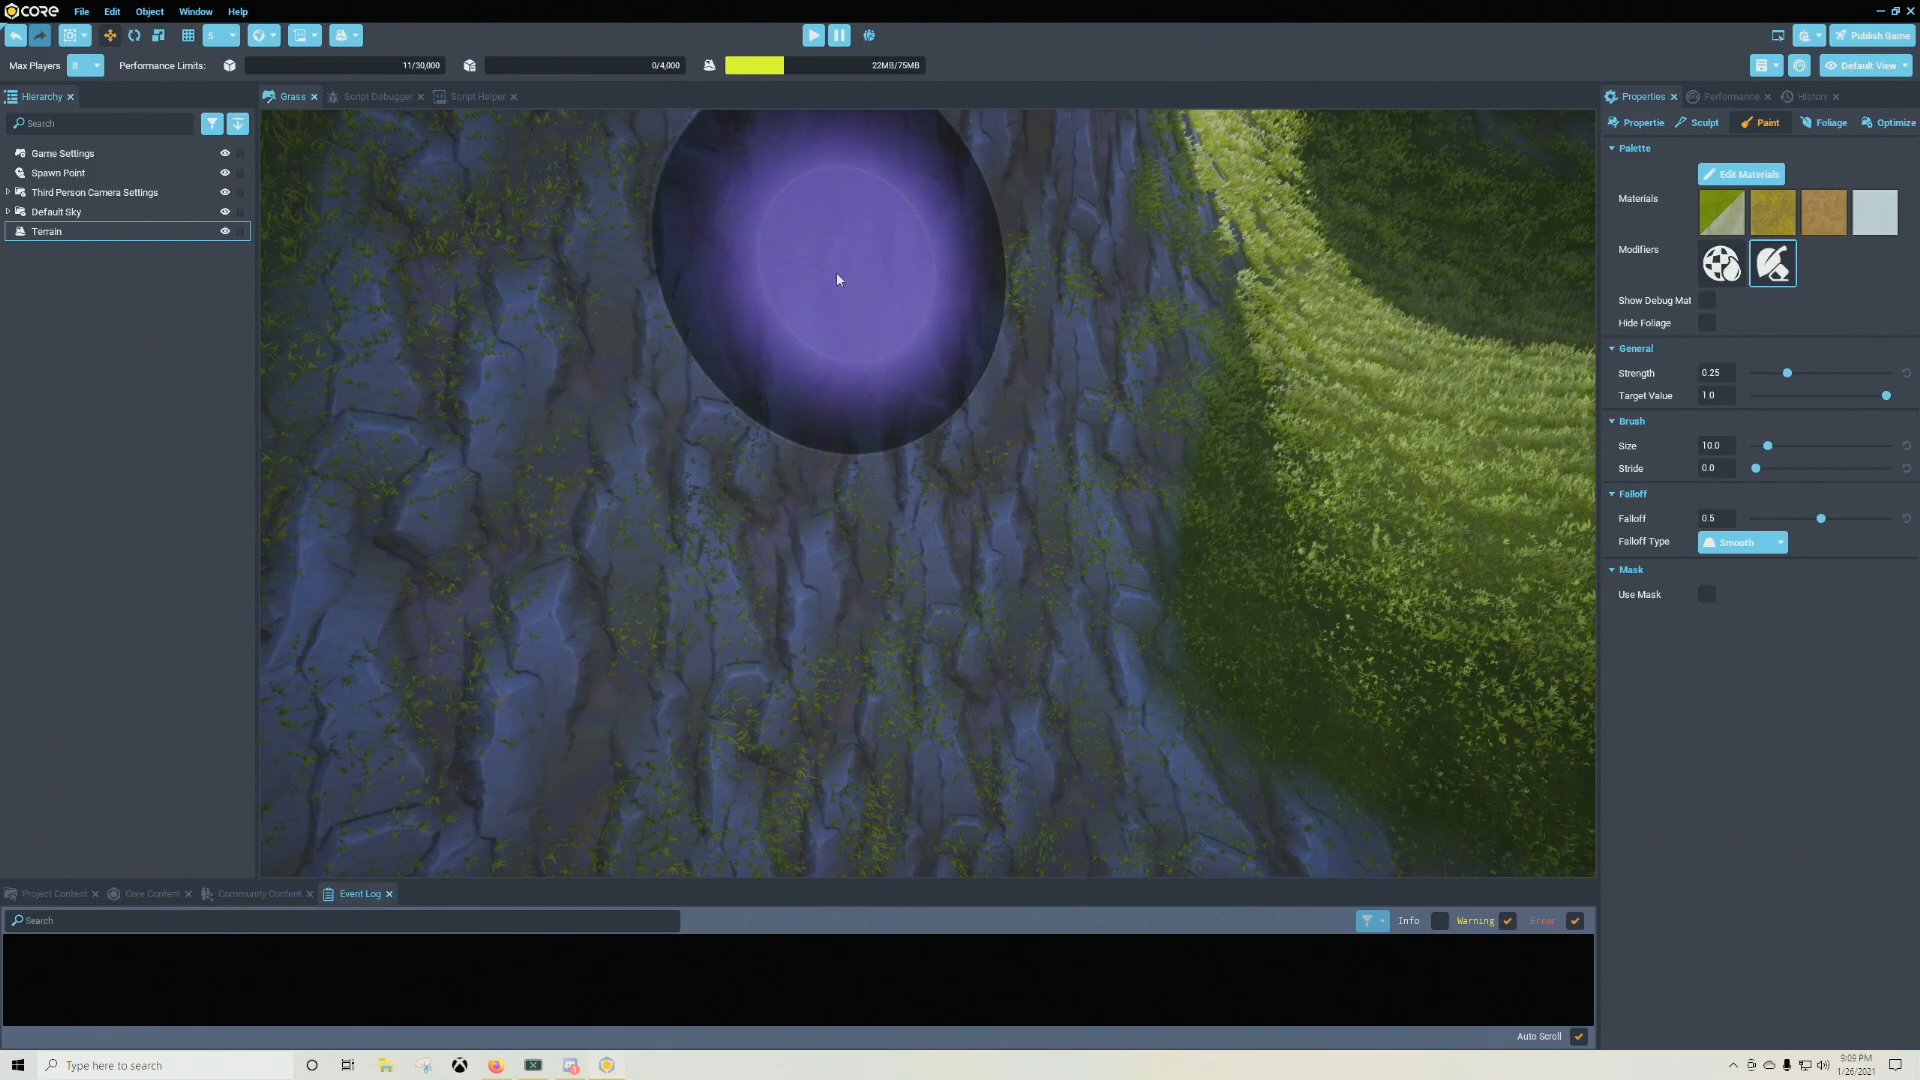 CORE File Edit Object Window Help
5
Publish Game
Max Players 8 Performance Limits: 11/30,000 0/4,000 22MB/75MB Default View
Hierarchy Grass Script Debugger Script Helper Properties Performance History
Search
Propertie Sculpt Paint Foliage Optimize
Game Settings
Spawn Point
Third Person Camera Settings
Default Sky
Terrain
Palette
Edit Materials
Materials
Modifiers
Show Debug Mat
Hide Foliage
General
Strength 0.25
Target Value 1.0
Brush
Size 10.0
Stride 0.0
Falloff
Falloff 0.5
Falloff Type Smooth
Mask
Use Mask
Project Content Core Content Community Content Event Log
Search Info Warning Error
Auto Scroll
Type here to search
9:09 PM
1/26/2021